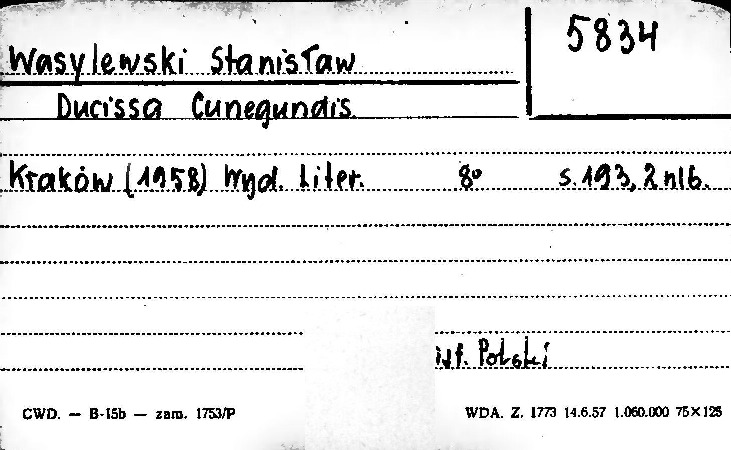 5834
Wasylewski Stanisław
Ducissa Cunegundis.
Kraków (1958) Wyd. Liter. 8° s. 193, 2 nlb.
Polski
CWD. — B-15b — zam. 1753/P WDA. Z. 1773 14.6.57 1.060.000 75×125